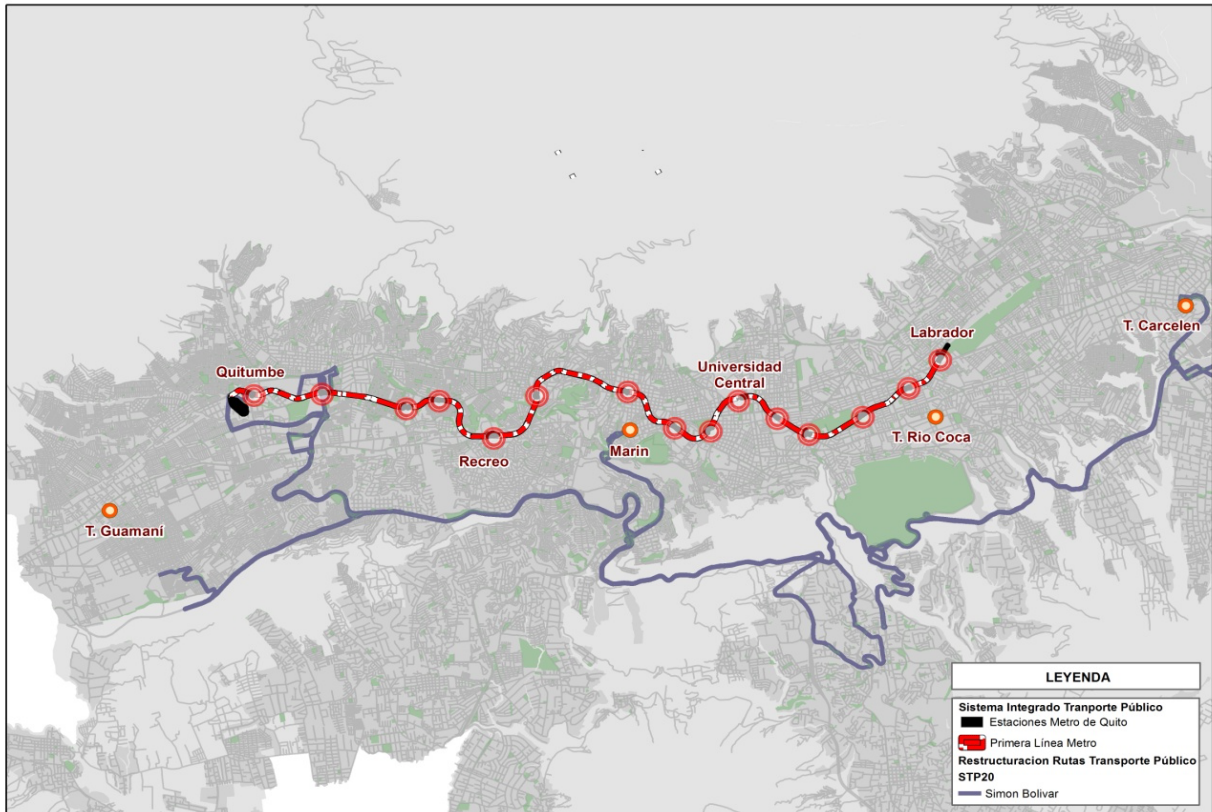 Labrador
T. Carcelen
Quitumbe
Universidad
Central
T. Rio Coca
Marin
Recreo
T. Guamaní
LEYENDA
Sistema Integrado Tranporte Público
Estaciones Metro de Quito
Primera Línea Metro
Restructuracion Rutas Transporte Público
STP20
Simon Bolivar